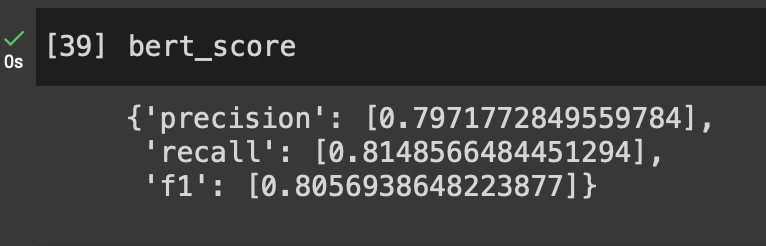 [39] bert_score
0s
{'precision': [0.7971772849559784],
'recall': [0.8148566484451294],
'f1': [0.8056938648223877]}